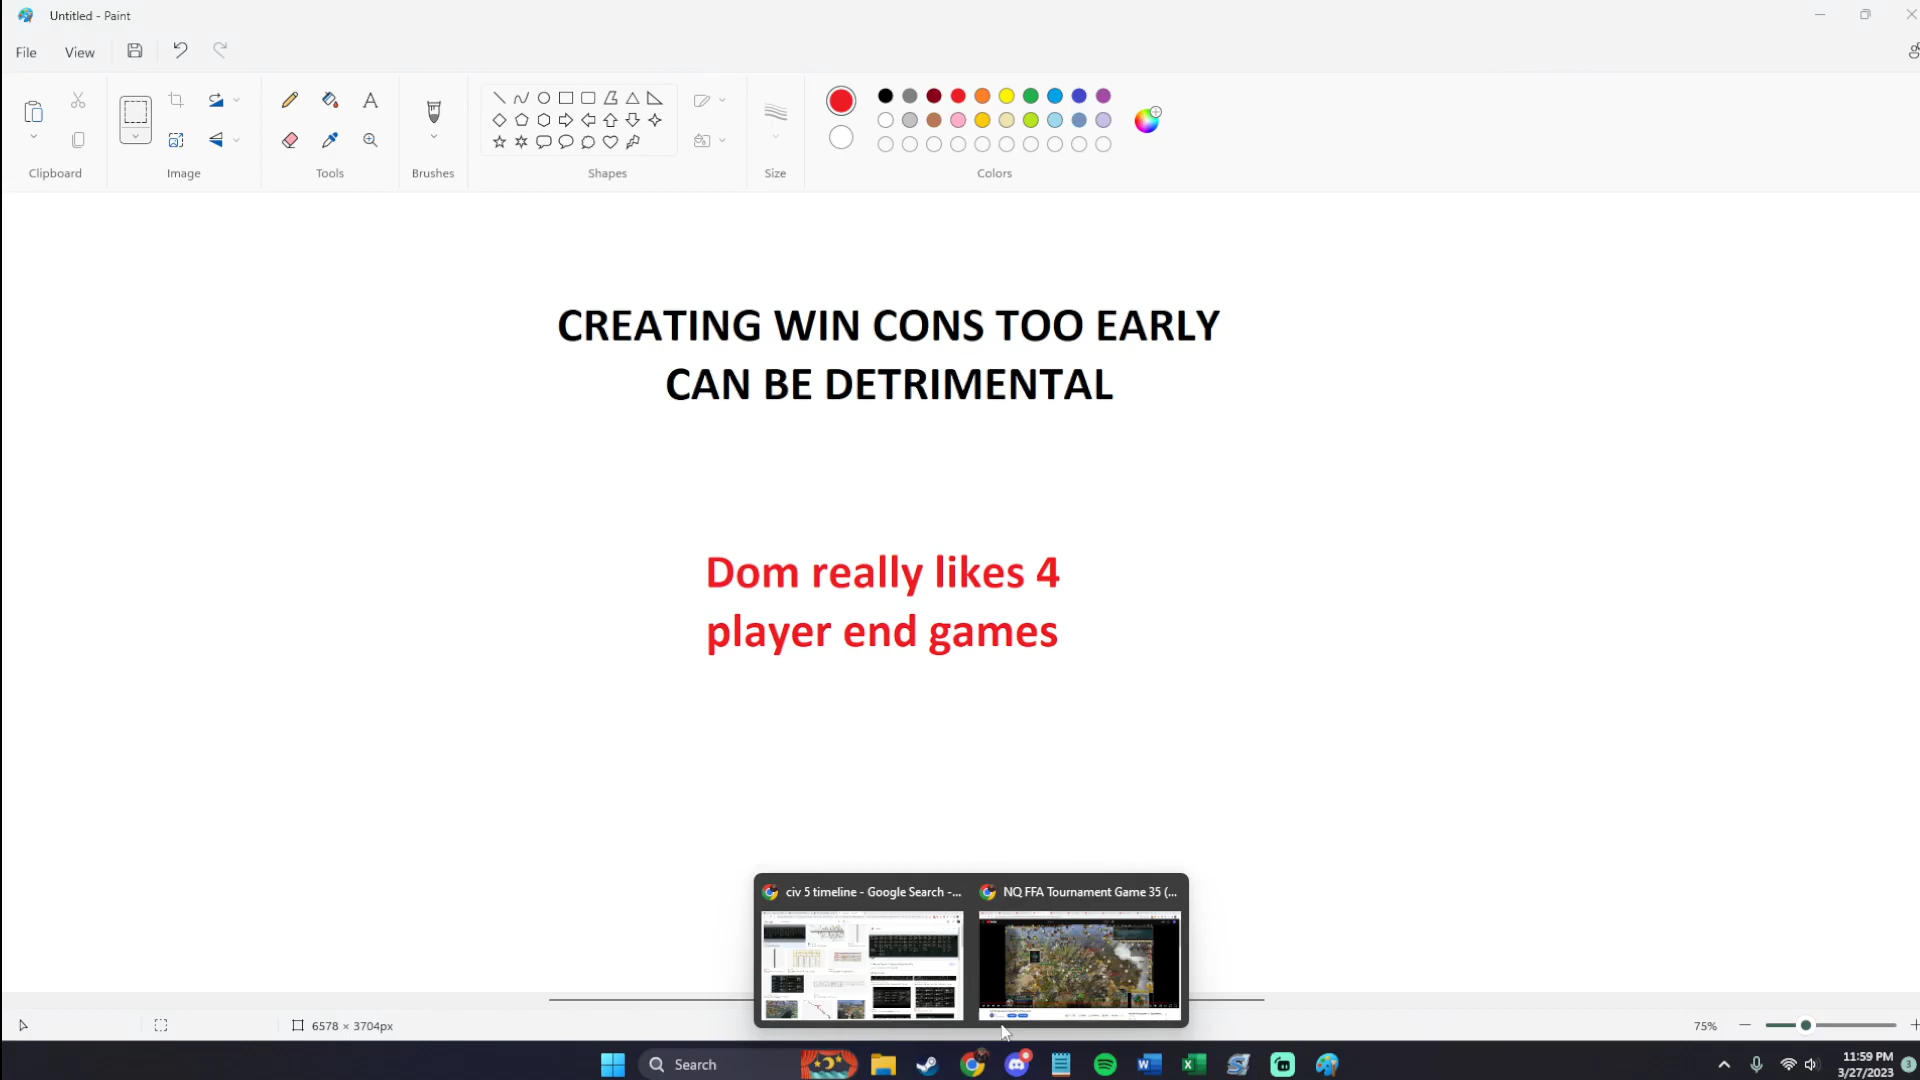 Untitled - Paint
File
View
Clipboard
Image
Tools
Brushes
Shapes
Size
Colors
CREATING WIN CONS TOO EARLY
CAN BE DETRIMENTAL
Dom really likes 4
player end games
civ 5 timeline - Google Search -...
NQ FFA Tournament Game 35 (...
6578 × 3704px
75%
Search
11:59 PM
3/27/2023
3